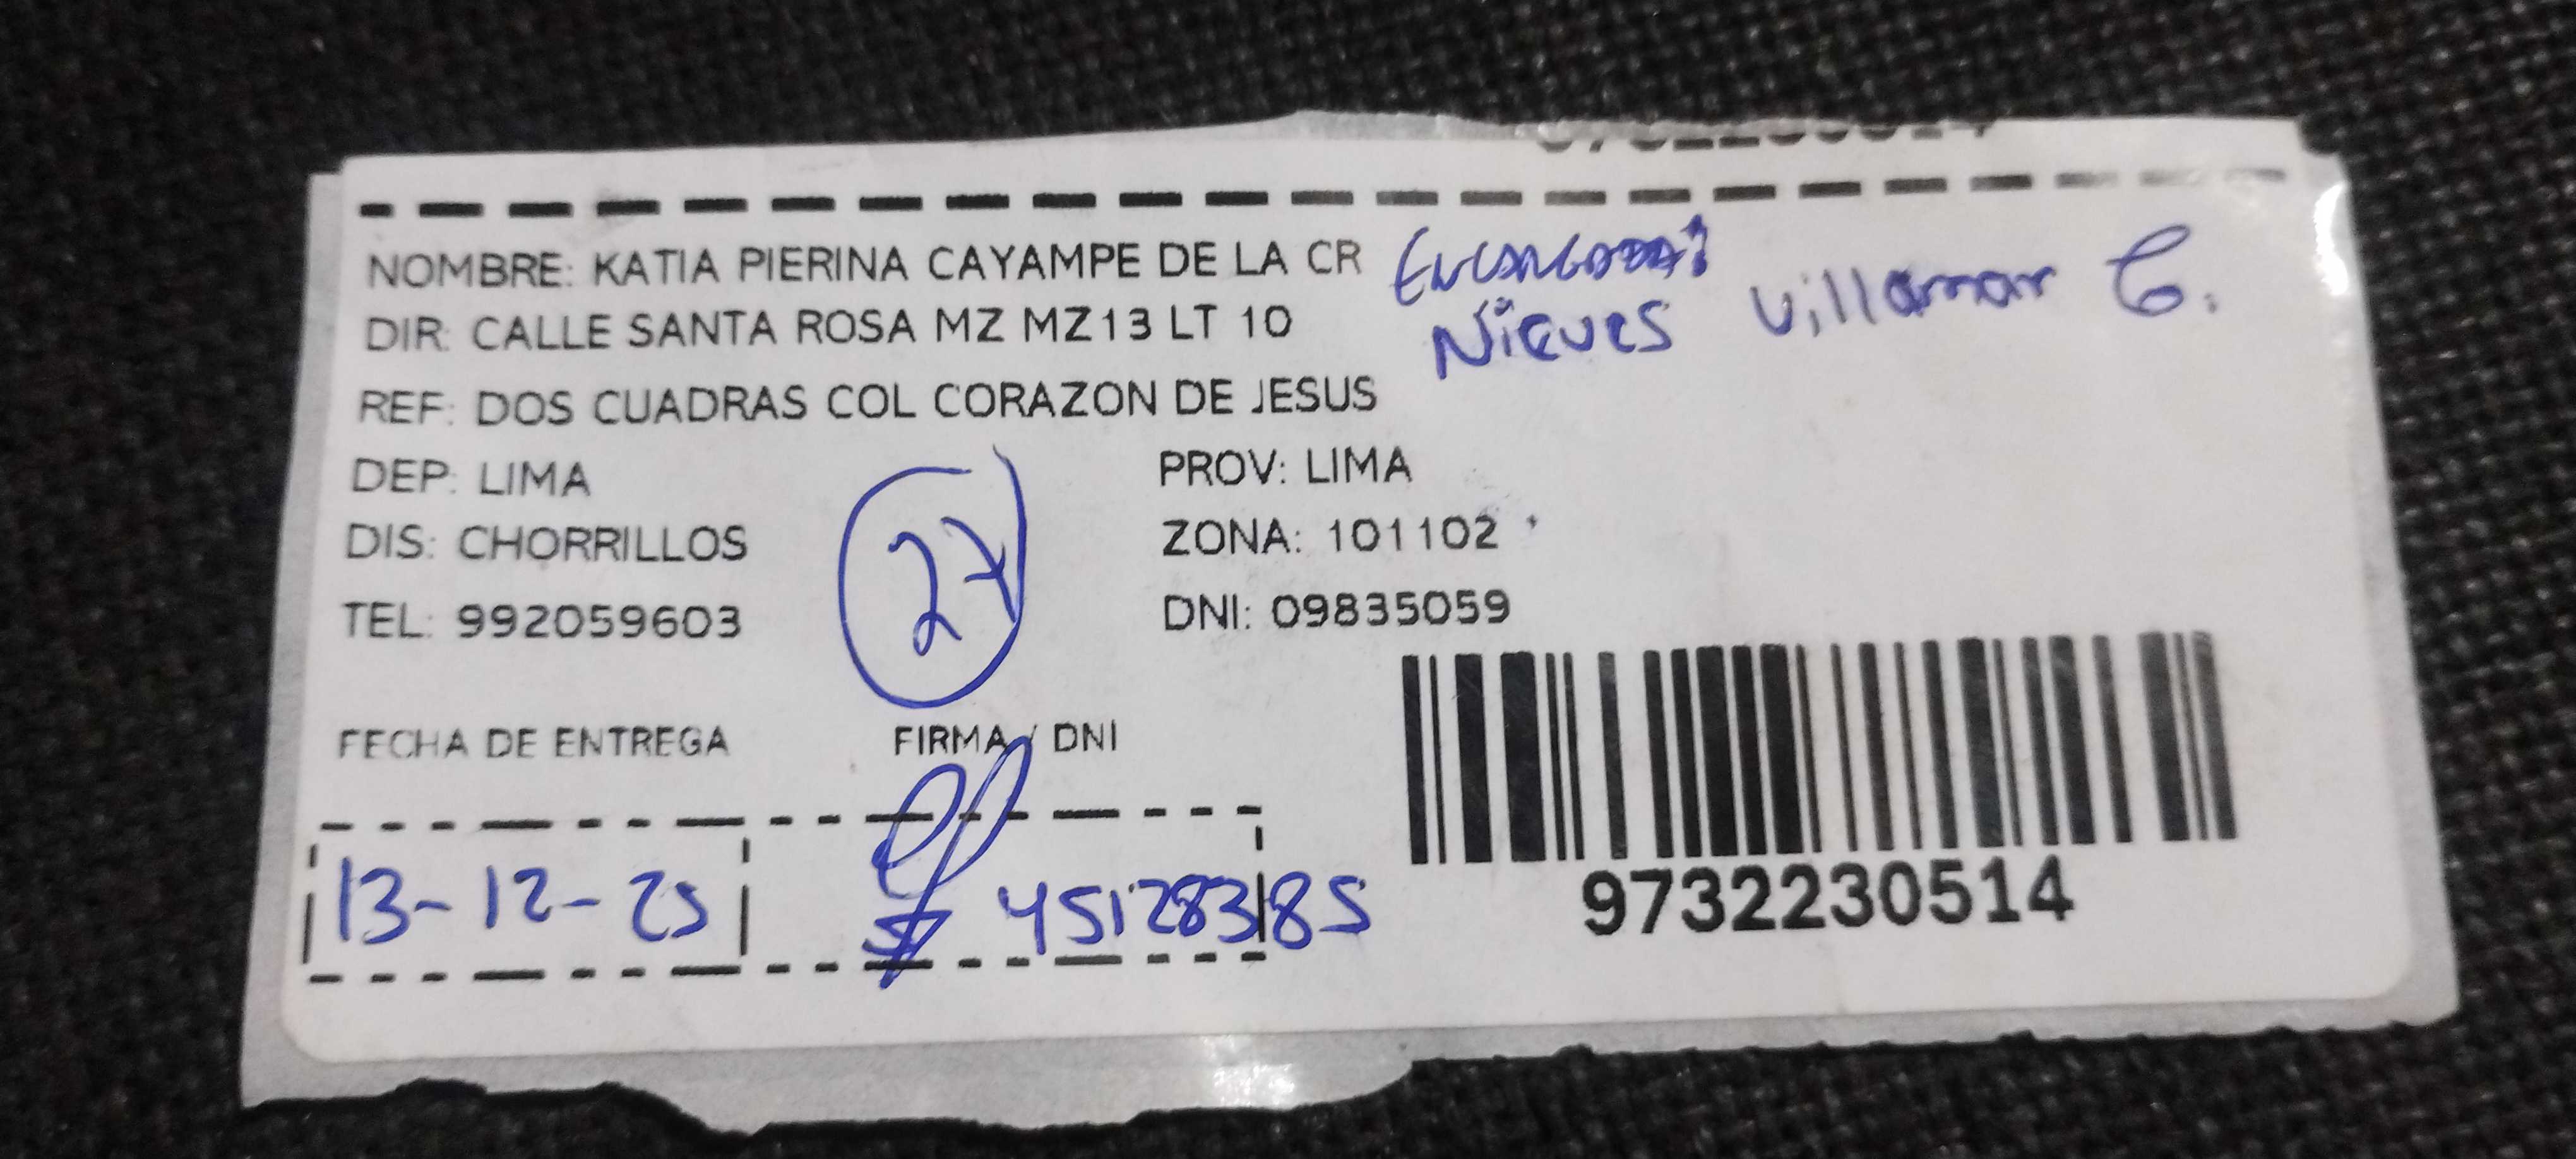 NOMBRE: KATIA PIERINA CAYAMPE DE LA CR
Encargada:
Nieves Villamar C.
DIR: CALLE SANTA ROSA MZ MZ13 LT 10
REF: DOS CUADRAS COL CORAZON DE JESUS
DEP: LIMA
PROV: LIMA
DIS: CHORRILLOS
ZONA: 101102
27
TEL: 992059603
DNI: 09835059
FECHA DE ENTREGA
FIRMA / DNI
13-12-25
45128385
9732230514